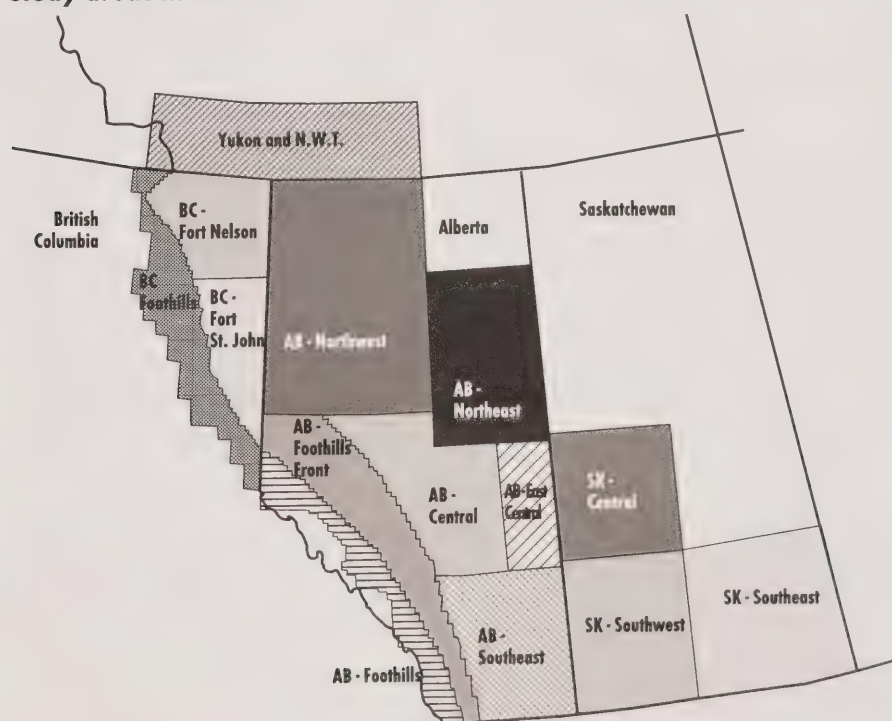 Yukon and N.W.T.
British
Columbia
BC -
Fort Nelson
Alberta
Saskatchewan
BC
Foothills
BC -
Fort
St. John
AB - Northwest
AB -
Northeast
AB -
Foothills
Front
AB -
Central
AB-East
Central
SK -
Central
AB -
Southeast
SK - Southwest
SK - Southeast
AB - Foothills